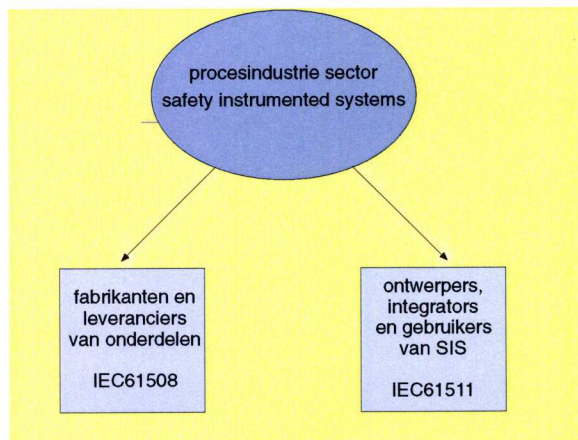 procesindustrie sector
safety instrumented systems
fabrikanten en
leveranciers
van onderdelen
IEC61508
ontwerpers,
integrators
en gebruikers
van SIS
IEC61511